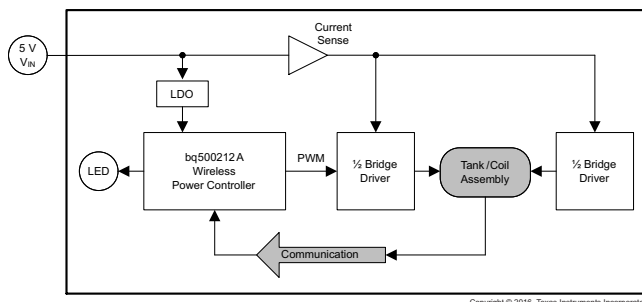 5 V
VIN
Current
Sense
LDO
LED
bq500212A
Wireless
Power Controller
PWM
½ Bridge
Driver
Tank/Coil
Assembly
½ Bridge
Driver
Communication
Copyright © 2016, Texas Instruments Incorporated